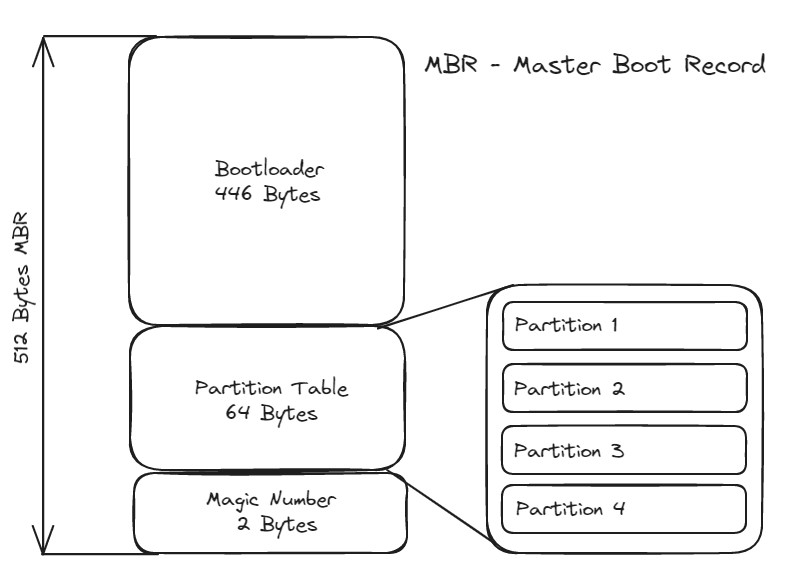 MBR - Master Boot Record
Bootloader
446 Bytes
512 Bytes MBR
Partition Table
64 Bytes
Magic Number
2 Bytes
Partition 1
Partition 2
Partition 3
Partition 4